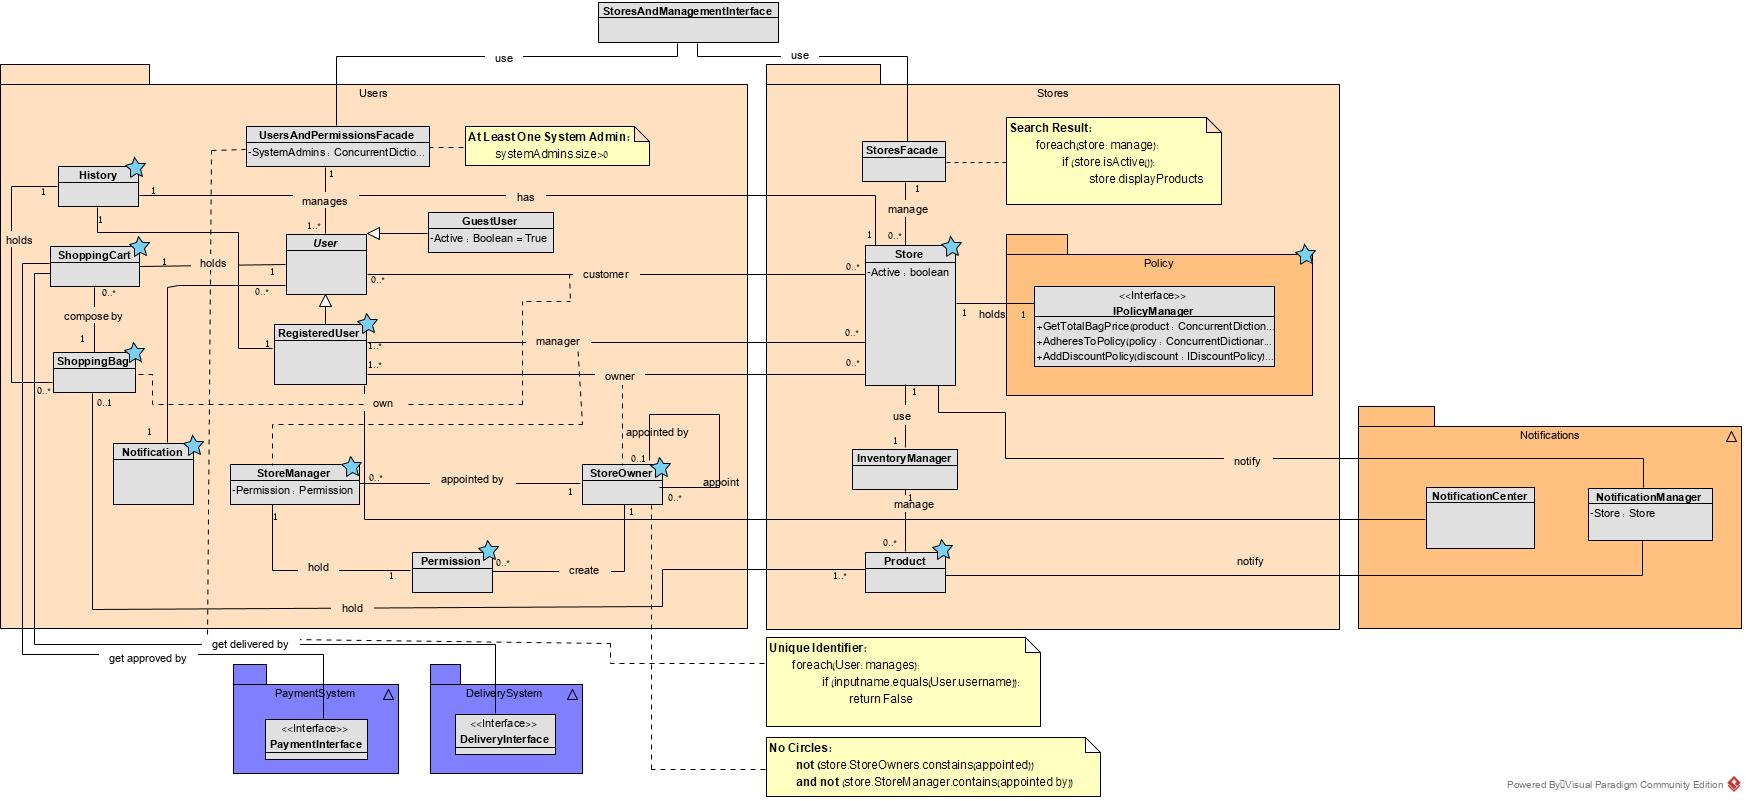 StoresAndManagementInterface
use
use
Users
Stores
UsersAndPermissionsFacade
-SystemAdmins : ConcurrentDictio...
At Least One System Admin:
systemAdmins.size>0
StoresFacade
Search Result:
foreach(store: manage):
if (store.isActive()):
store.displayProducts
History
1
1
1
1
manages
1..*
has
1
manage
1
0..*
holds
GuestUser
-Active : Boolean = True
User
ShoppingCart
1
holds
1
0..*
0..*
0..*
customer
0..*
Store
-Active : boolean
Policy
<<Interface>>
IPolicyManager
+GetTotalBagPrice(product : ConcurrentDiction...
+AdheresToPolicy(policy : ConcurrentDictionar...
+AddDiscountPolicy(discount : IDiscountPolicy)...
1
holds
1
compose by
1
RegisteredUser
1
1..*
manager
0..*
1..*
owner
0..*
ShoppingBag
0..*
0..1
own
1
use
1
1
Notification
appointed by
0..1
StoreManager
-Permission : Permission
0..*
appointed by
1
StoreOwner
0..*
appoint
InventoryManager
1
manage
0..*
notify
Notifications
NotificationCenter
NotificationManager
-Store : Store
1
1
hold
1
Permission
0..*
create
Product
1..*
notify
hold
get delivered by
get approved by
PaymentSystem
<<Interface>>
PaymentInterface
DeliverySystem
<<Interface>>
DeliveryInterface
Unique Identifier:
foreach(User: manages):
if (inputname.equals(User.username)):
return False
No Circles:
not (store.StoreOwners.constains(appointed))
and not (store.StoreManager.contains(appointed by))
Powered By Visual Paradigm Community Edition